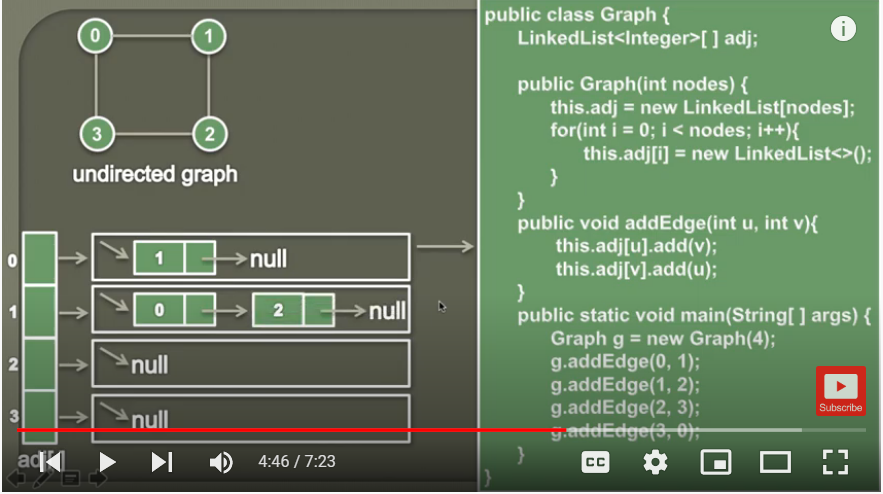 0
1
3
2
undirected graph
0
1
null
1
0
2
null
2
null
3
null
public class Graph {
LinkedList<Integer>[ ] adj;
public Graph(int nodes) {
this.adj = new LinkedList[nodes];
for(int i = 0; i < nodes; i++){
this.adj[i] = new LinkedList<>();
}
}
public void addEdge(int u, int v){
this.adj[u].add(v);
this.adj[v].add(u);
}
public static void main(String[ ] args) {
Graph g = new Graph(4);
g.addEdge(0, 1);
g.addEdge(1, 2);
g.addEdge(2, 3);
g.addEdge(3, 0);
}
}
i
Subscribe
4:46 / 7:23
CC